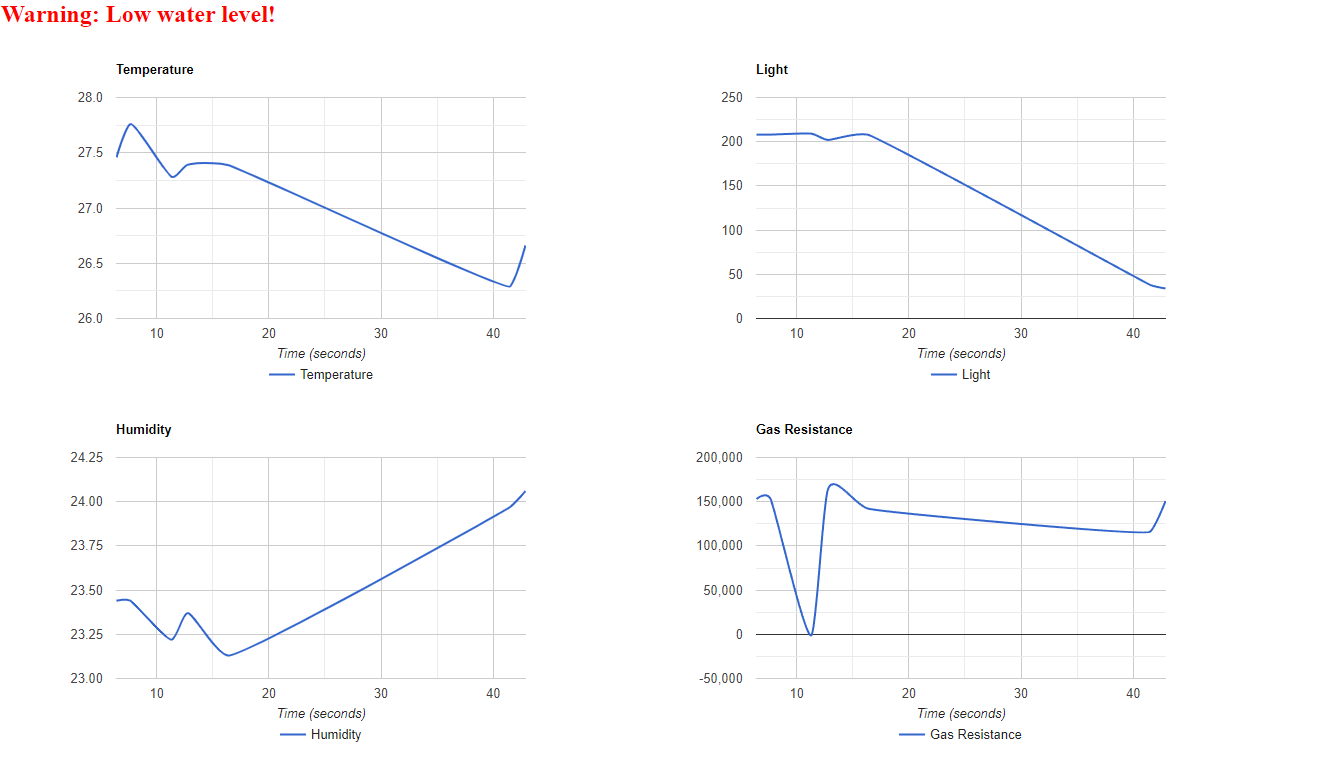 Warning: Low water level!
Temperature
28.0
27.5
27.0
26.5
26.0
10 20 30 40
Time (seconds)
Temperature
Light
250
200
150
100
50
0
10 20 30 40
Time (seconds)
Light
Humidity
24.25
24.00
23.75
23.50
23.25
23.00
10 20 30 40
Time (seconds)
Humidity
Gas Resistance
200,000
150,000
100,000
50,000
0
-50,000
10 20 30 40
Time (seconds)
Gas Resistance